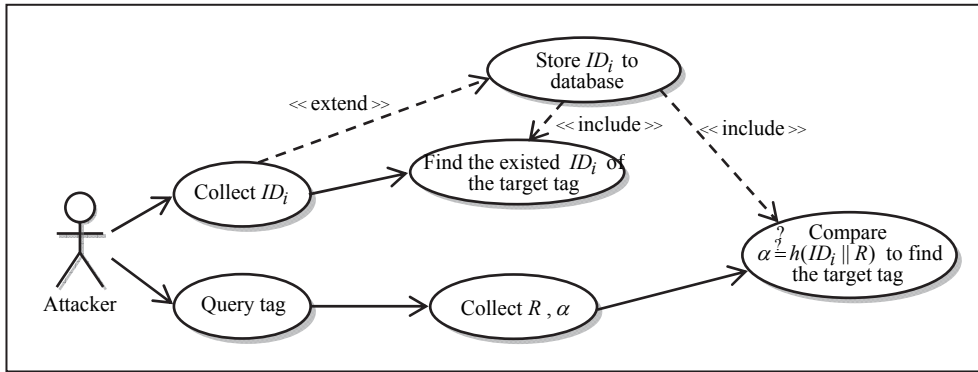 Store IDᵢ to
database
<< extend >>
<< include >>
<< include >>
Find the existed IDᵢ of
the target tag
Collect IDᵢ
Compare
α ≟ h(IDᵢ || R) to find
the target tag
Attacker
Query tag
Collect R , α